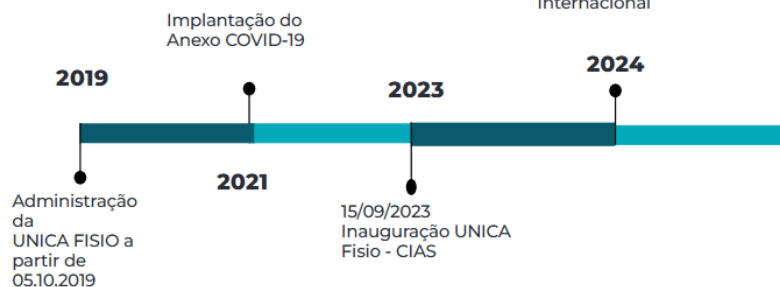 Internacional
Implantação do
Anexo COVID-19
2019
2024
2023
2021
Administração
da
UNICA FISIO a
partir de
05.10.2019
15/09/2023
Inauguração UNICA
Fisio - CIAS